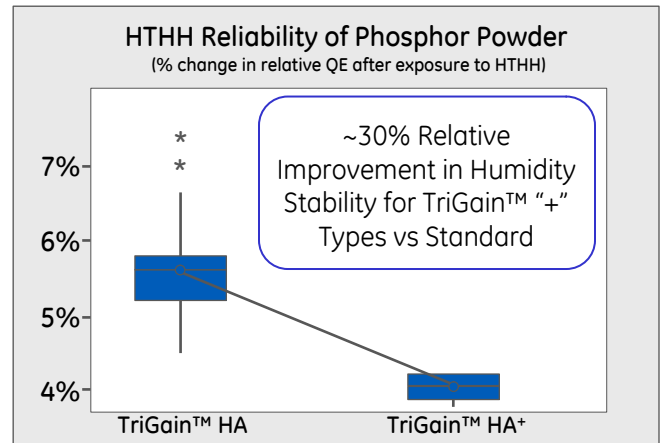 HTHH Reliability of Phosphor Powder
(% change in relative QE after exposure to HTHH)
~30% Relative
Improvement in Humidity
Stability for TriGain™ “+”
Types vs Standard
7%
6%
5%
4%
TriGain™ HA
TriGain™ HA⁺